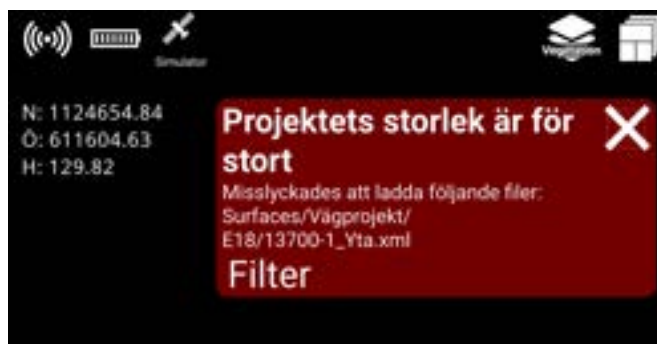 Simulator
Vegetation
N: 1124654.84
Ö: 611604.63
H: 129.82
Projektets storlek är för
stort
Misslyckades att ladda följande filer:
Surfaces/Vägprojekt/
E18/13700-1_Yta.xml
Filter